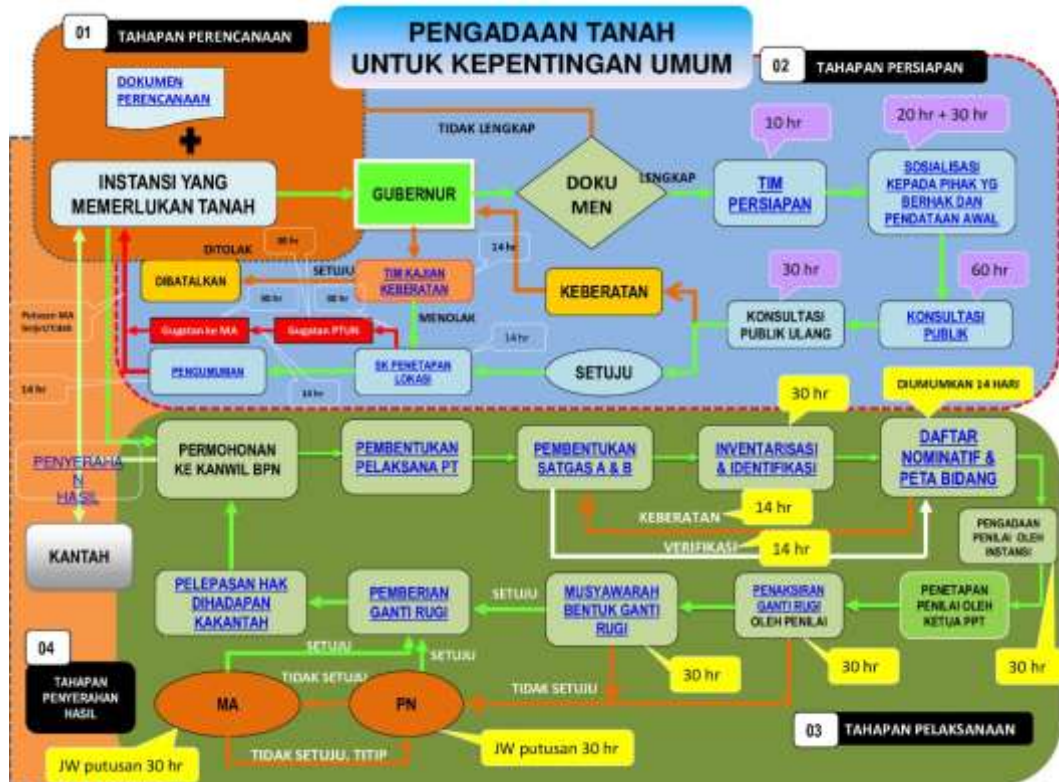 01 TAHAPAN PERENCANAAN
PENGADAAN TANAH
UNTUK KEPENTINGAN UMUM
02 TAHAPAN PERSIAPAN
DOKUMEN
PERENCANAAN
INSTANSI YANG
MEMERLUKAN TANAH
GUBERNUR
TIDAK LENGKAP
DOKU
MEN
LENGKAP
10 hr
TIM
PERSIAPAN
20 hr + 30 hr
SOSIALISASI
KEPADA PIHAK YG
BERHAK DAN
PENDATAAN AWAL
DITOLAK
30 hr
14 hr
DIBATALKAN
SETUJU
TIM KAJIAN
KEBERATAN
KEBERATAN
30 hr
60 hr
KONSULTASI
PUBLIK ULANG
KONSULTASI
PUBLIK
Putusan MA
MENOLAK
Gugatan ke MA
Gugatan PTUN
14 hr
PENGUMUMAN
SK PENETAPAN
LOKASI
SETUJU
14 hr
14 hr
30 hr
DIUMUMKAN 14 HARI
PENYERAHA
N
HASIL
PERMOHONAN
KE KANWIL BPN
PEMBENTUKAN
PELAKSANA PT
PEMBENTUKAN
SATGAS A & B
INVENTARISASI
& IDENTIFIKASI
DAFTAR
NOMINATIF &
PETA BIDANG
KEBERATAN
14 hr
VERIFIKASI
14 hr
PENGADAAN
PENILAI OLEH
INSTANSI
KANTAH
PELEPASAN HAK
DIHADAPAN
KAKANTAH
PEMBERIAN
GANTI RUGI
SETUJU
MUSYAWARAH
BENTUK GANTI
RUGI
PENAKSIRAN
GANTI RUGI
OLEH PENILAI
PENETAPAN
PENILAI OLEH
KETUA PPT
30 hr
30 hr
30 hr
04
TAHAPAN
PENYERAHAN
HASIL
SETUJU
SETUJU
TIDAK SETUJU
TIDAK SETUJU
MA
PN
TIDAK SETUJU, TITIP
JW putusan 30 hr
JW putusan 30 hr
03 TAHAPAN PELAKSANAAN